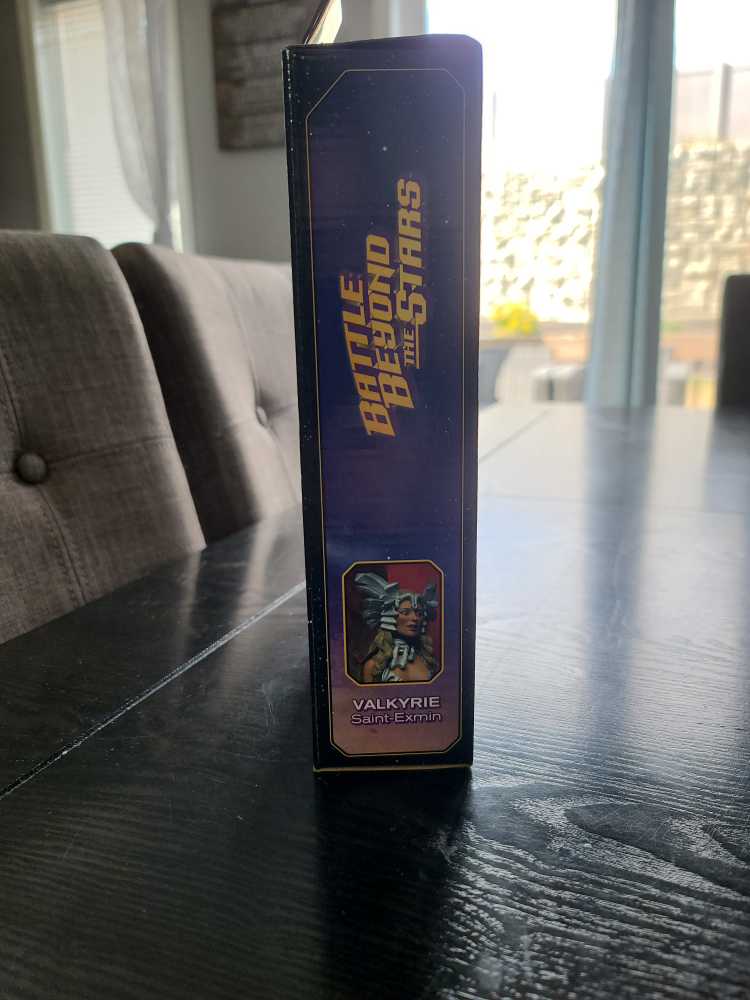 BATTLE
BEYOND
THE STARS
VALKYRIE
Saint-Exmin